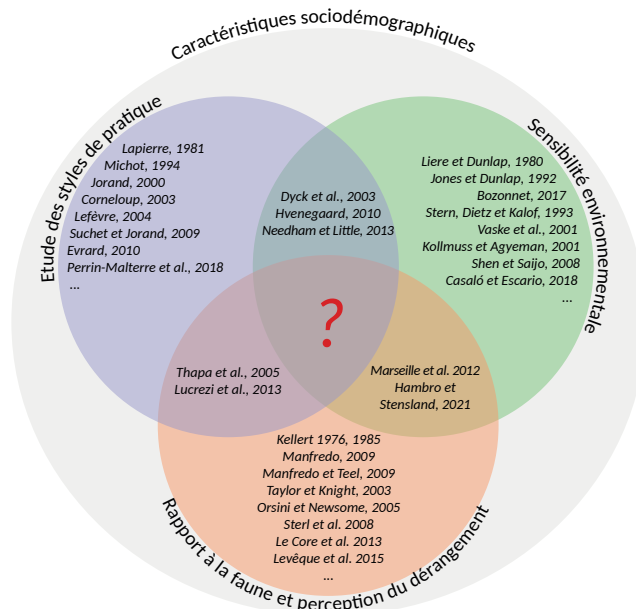 Caractéristiques sociodémographiques
Etude des styles de pratique
Lapierre, 1981
Michot, 1994
Jorand, 2000
Corneloup, 2003
Lefèvre, 2004
Suchet et Jorand, 2009
Evrard, 2010
Perrin-Malterre et al., 2018
...
Dyck et al., 2003
Hvenegaard, 2010
Needham et Little, 2013
Sensibilité environnementale
Liere et Dunlap, 1980
Jones et Dunlap, 1992
Bozonnet, 2017
Stern, Dietz et Kalof, 1993
Vaske et al., 2001
Kollmuss et Agyeman, 2001
Shen et Saijo, 2008
Casaló et Escario, 2018
...
?
Thapa et al., 2005
Lucrezi et al., 2013
Marseille et al. 2012
Hambro et
Stensland, 2021
Kellert 1976, 1985
Manfredo, 2009
Manfredo et Teel, 2009
Taylor et Knight, 2003
Orsini et Newsome, 2005
Sterl et al. 2008
Le Core et al. 2013
Levêque et al. 2015
...
Rapport à la faune et perception du dérangement